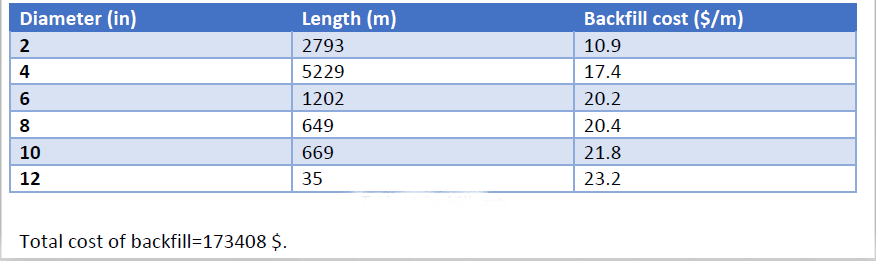 Diameter (in) Length (m) Backfill cost ($/m)
2 2793 10.9
4 5229 17.4
6 1202 20.2
8 649 20.4
10 669 21.8
12 35 23.2
Total cost of backfill=173408 $.